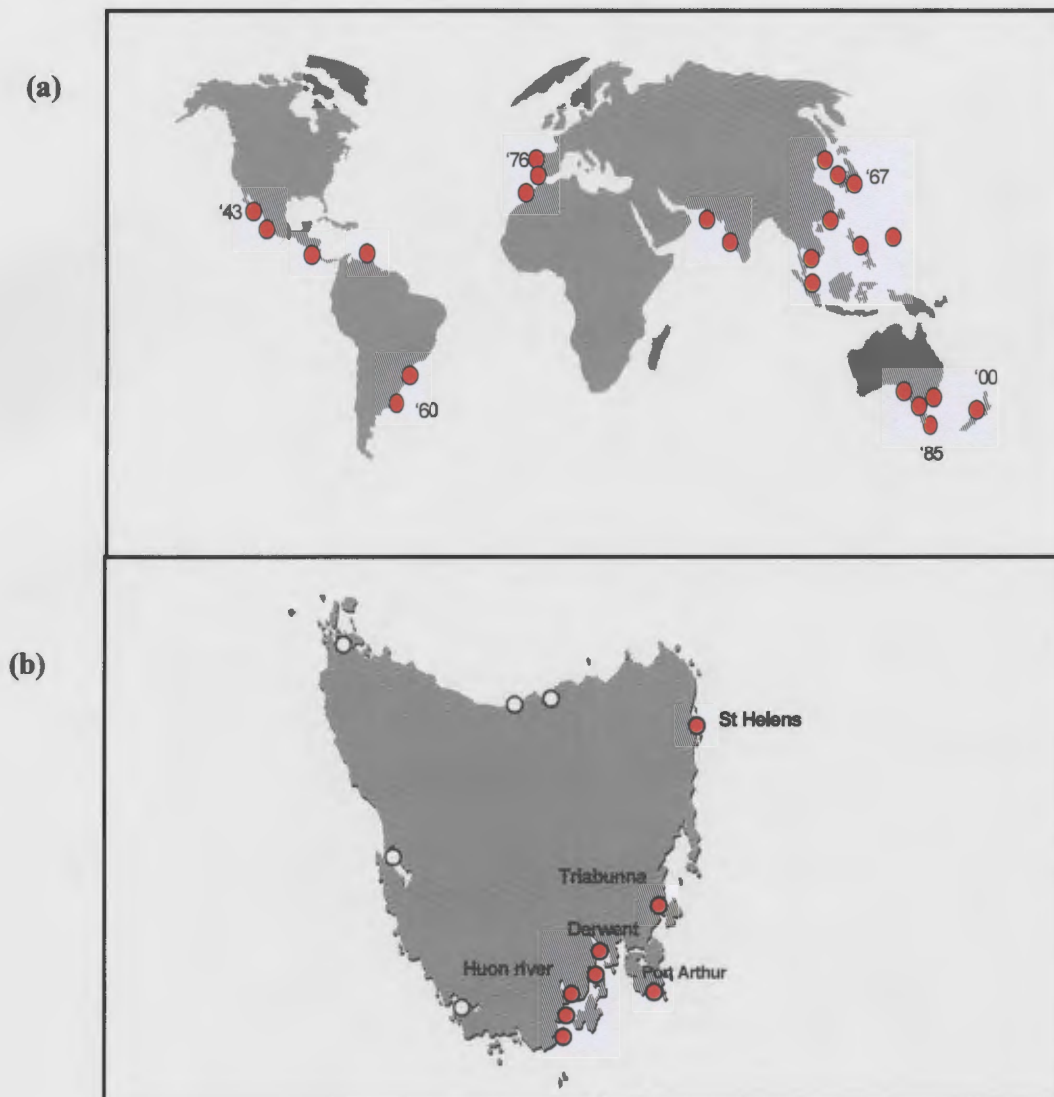 (a)
'76
'67
'43
'00
'60
'85
(b)
St Helens
Triabunna
Derwent
Huon river
Port Arthur